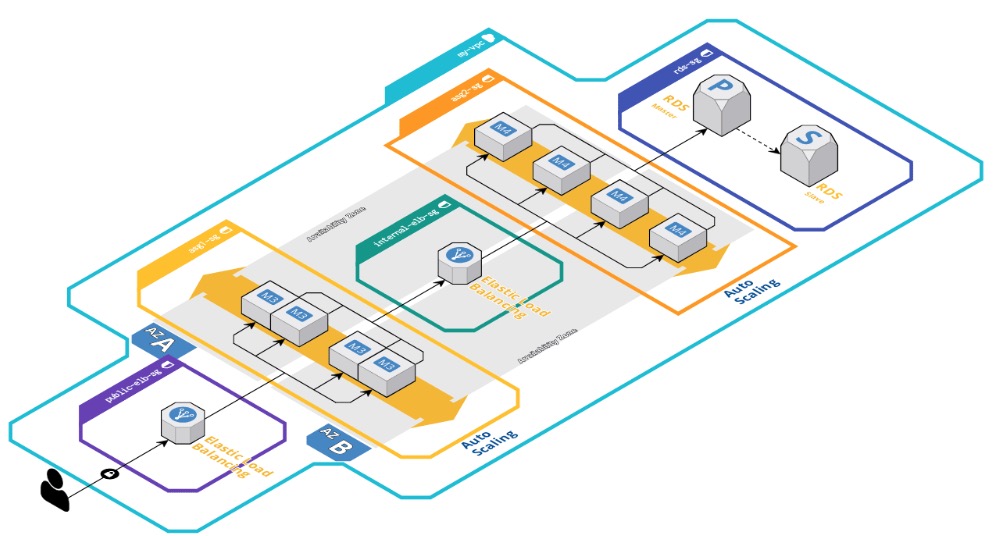 my-vpc
rds-sg
P
RDS
Master
S
RDS
Slave
asg2-sg
M4
M4
M4
M4
Auto
Scaling
Availability Zone
internal-elb-sg
Elastic Load
Balancing
Availability Zone
asg1-sg
M3
M3
M3
M3
Auto
Scaling
AZ A
AZ B
public-elb-sg
Elastic Load
Balancing